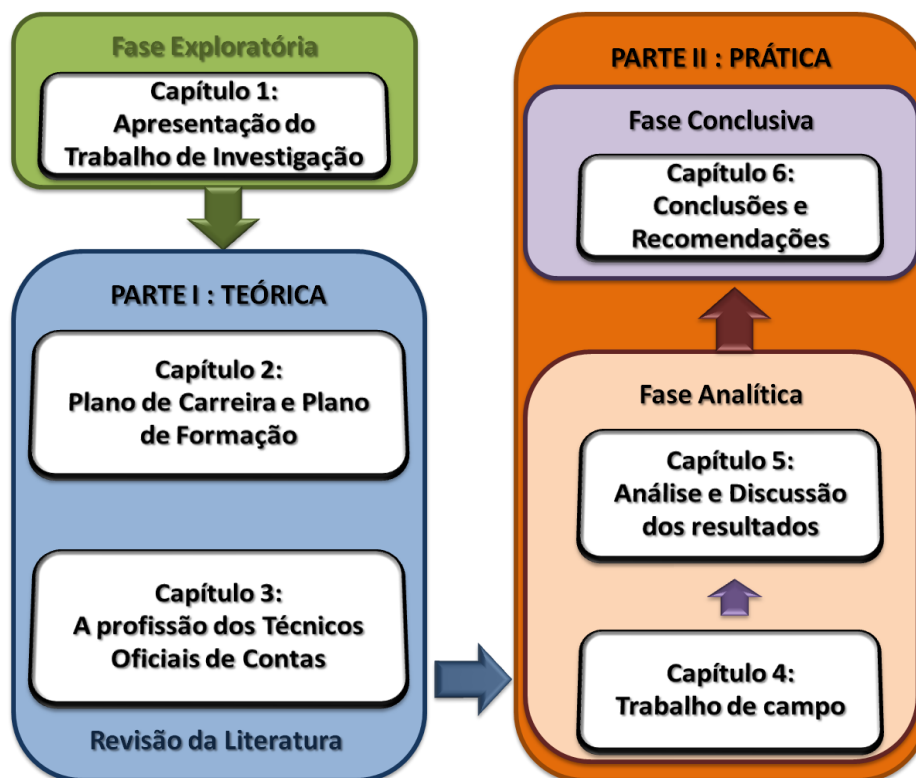 Fase Exploratória
Capítulo 1:
Apresentação do
Trabalho de Investigação
PARTE I : TEÓRICA
Capítulo 2:
Plano de Carreira e Plano
de Formação
Capítulo 3:
A profissão dos Técnicos
Oficiais de Contas
Revisão da Literatura
PARTE II : PRÁTICA
Fase Conclusiva
Capítulo 6:
Conclusões e
Recomendações
Fase Analítica
Capítulo 5:
Análise e Discussão
dos resultados
Capítulo 4:
Trabalho de campo